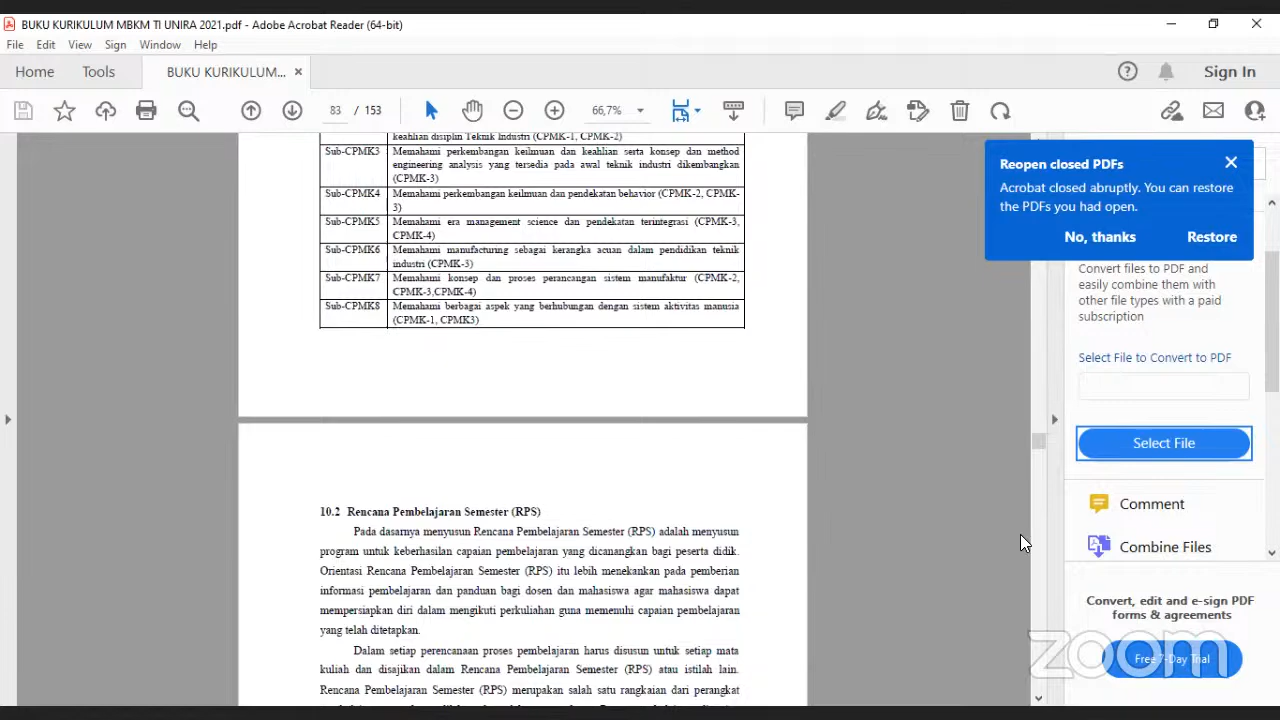 BUKU KURIKULUM MBKM TI UNIRA 2021.pdf - Adobe Acrobat Reader (64-bit)
File Edit View Sign Window Help
Home Tools BUKU KURIKULUM... × Sign In
83 / 153 66,7%
keahlian disiplin Teknik Industri (CPMK-1, CPMK-2)
Sub-CPMK3 Memahami perkembangan keilmuan dan keahlian serta konsep dan method
engineering analysis yang tersedia pada awal teknik industri dikembangkan
(CPMK-3)
Sub-CPMK4 Memahami perkembangan keilmuan dan pendekatan behavior (CPMK-2, CPMK-
3)
Sub-CPMK5 Memahami era management science dan pendekatan terintegrasi (CPMK-3,
CPMK-4)
Sub-CPMK6 Memahami manufacturing sebagai kerangka acuan dalam pendidikan teknik
industri (CPMK-3)
Sub-CPMK7 Memahami konsep dan proses perancangan sistem manufaktur (CPMK-2,
CPMK-3,CPMK-4)
Sub-CPMK8 Memahami berbagai aspek yang berhubungan dengan sistem aktivitas manusia
(CPMK-1, CPMK3)
10.2 Rencana Pembelajaran Semester (RPS)
Pada dasarnya menyusun Rencana Pembelajaran Semester (RPS) adalah menyusun
program untuk keberhasilan capaian pembelajaran yang dicanangkan bagi peserta didik.
Orientasi Rencana Pembelajaran Semester (RPS) itu lebih menekankan pada pemberian
informasi pembelajaran dan panduan bagi dosen dan mahasiswa agar mahasiswa dapat
mempersiapkan diri dalam mengikuti perkuliahan guna memenuhi capaian pembelajaran
yang telah ditetapkan.
Dalam setiap perencanaan proses pembelajaran harus disusun untuk setiap mata
kuliah dan disajikan dalam Rencana Pembelajaran Semester (RPS) atau istilah lain.
Rencana Pembelajaran Semester (RPS) merupakan salah satu rangkaian dari perangkat
Reopen closed PDFs
Acrobat closed abruptly. You can restore
the PDFs you had open.
No, thanks Restore
Convert files to PDF and
easily combine them with
other file types with a paid
subscription
Select File to Convert to PDF
Select File
Comment
Combine Files
Convert, edit and e-sign PDF
forms & agreements
Free 7-Day Trial
zoom